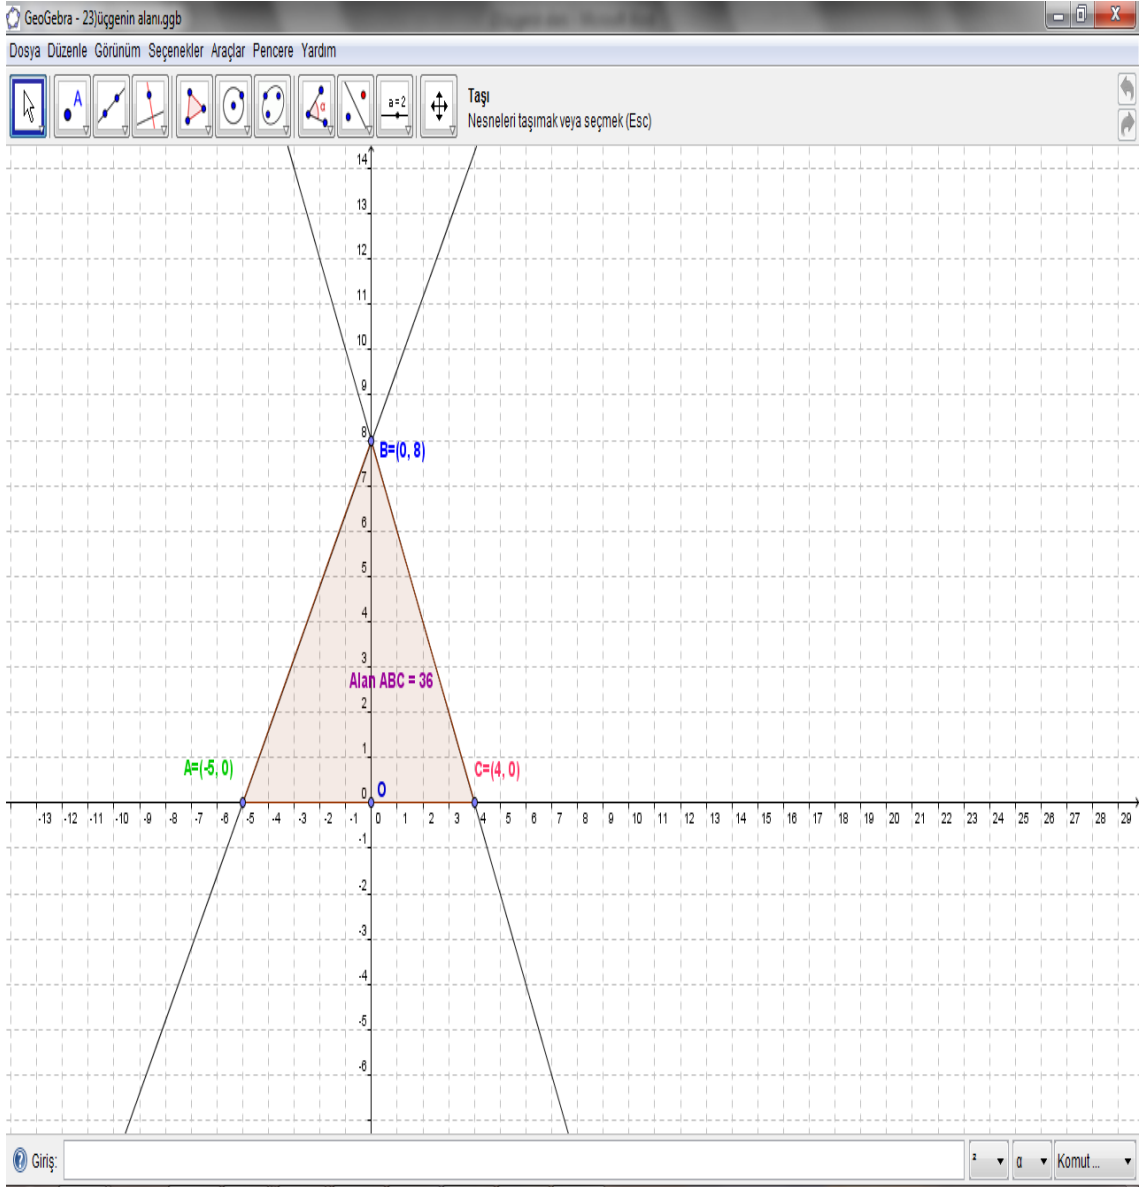 GeoGebra - 23)üçgenin alanı.ggb
Dosya Düzenle Görünüm Seçenekler Araçlar Pencere Yardım
A
α
a = 2
Taşı
Nesneleri taşımak veya seçmek (Esc)
14
13
12
11
10
9
8
B=(0, 8)
7
6
5
4
3
Alan ABC = 36
2
1
A=(-5, 0)
C=(4, 0)
0
O
-13 -12 -11 -10 -9 -8 -7 -6 -5 -4 -3 -2 -1 0 1 2 3 4 5 6 7 8 9 10 11 12 13 14 15 16 17 18 19 20 21 22 23 24 25 26 27 28 29
-1
-2
-3
-4
-5
-6
Giriş:
²
α
Komut ...